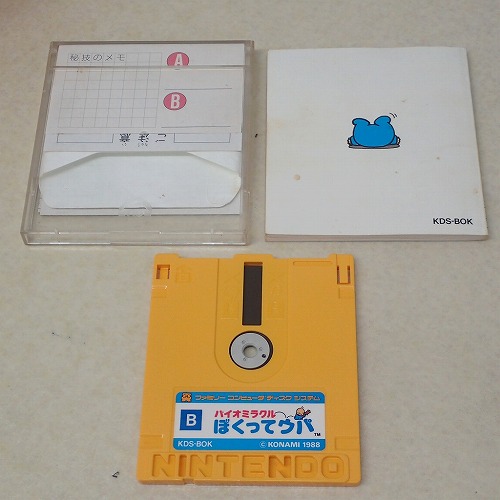 秘技のメモ
A
B
KDS-BOK
ファミリー コンピュータ ディスク システム
B
バイオミラクル
ぼくってウパ
TM
KDS-BOK
© KONAMI 1988
NINTENDO